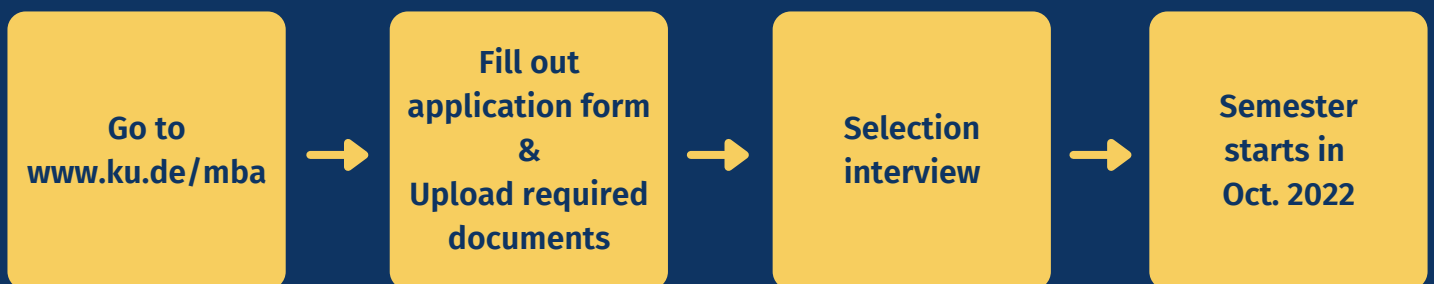 Go to
www.ku.de/mba
Fill out
application form
&
Upload required
documents
Selection
interview
Semester
starts in
Oct. 2022